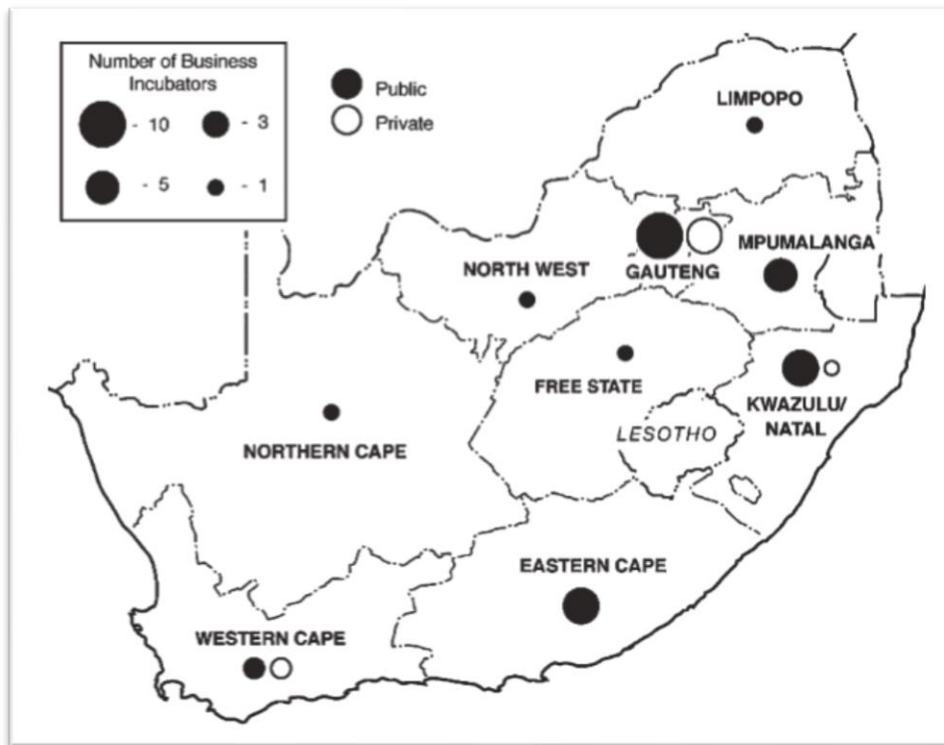 Number of Business
Incubators
- 10
- 3
- 5
- 1
Public
Private
LIMPOPO
MPUMALANGA
NORTH WEST
GAUTENG
FREE STATE
KWAZULU/
NATAL
LESOTHO
NORTHERN CAPE
EASTERN CAPE
WESTERN CAPE